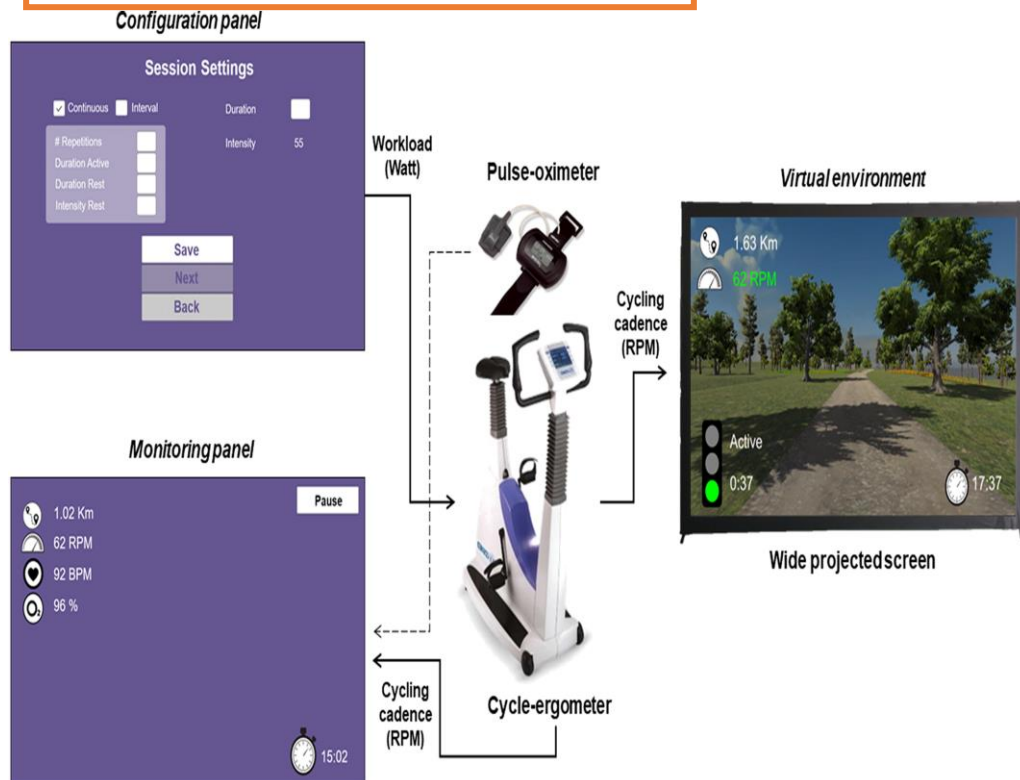 Configuration panel
Session Settings
Continuous Interval
Duration
# Repetitions
Duration Active
Duration Rest
Intensity Rest
Intensity 55
Save
Next
Back
Workload
(Watt)
Pulse-oximeter
Cycling
cadence
(RPM)
Virtual environment
1.63 Km
62 RPM
Active
0:37
17:37
Wide projected screen
Monitoring panel
Pause
1.02 Km
62 RPM
92 BPM
O₂ 96 %
15:02
Cycling
cadence
(RPM)
Cycle-ergometer